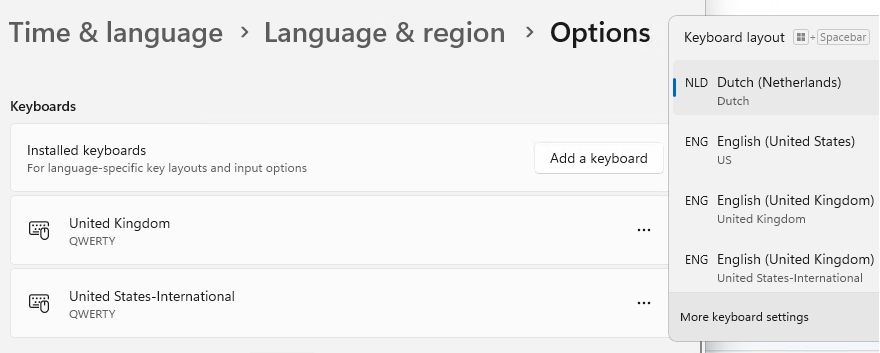 Time & language > Language & region > Options
Keyboards
Installed keyboards
For language-specific key layouts and input options
Add a keyboard
United Kingdom
QWERTY
...
United States-International
QWERTY
...
Keyboard layout + Spacebar
NLD Dutch (Netherlands)
Dutch
ENG English (United States)
US
ENG English (United Kingdom)
United Kingdom
ENG English (United Kingdom)
United States-International
More keyboard settings